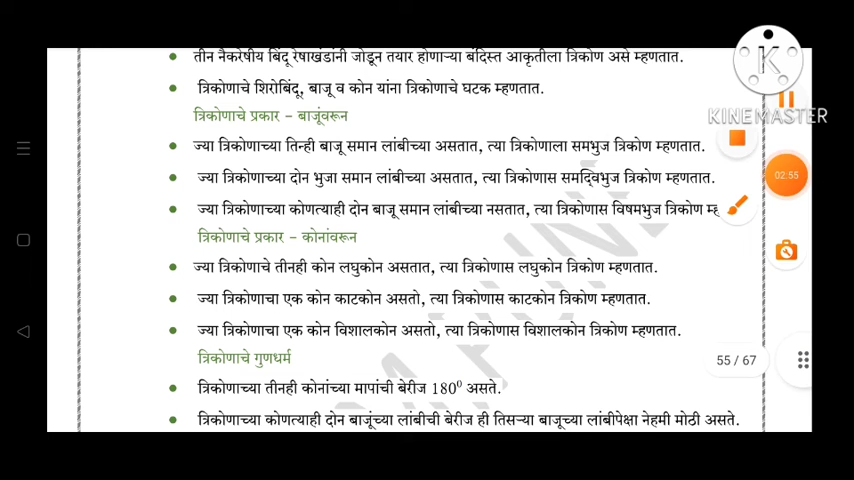 तीन नैकरेषीय बिंदू रेषाखंडांनी जोडून तयार होणाऱ्या बंदिस्त आकृतीला त्रिकोण असे म्हणतात.
त्रिकोणाचे शिरोबिंदू, बाजू व कोन यांना त्रिकोणाचे घटक म्हणतात.
त्रिकोणाचे प्रकार – बाजूंवरून
ज्या त्रिकोणाच्या तिन्ही बाजू समान लांबीच्या असतात, त्या त्रिकोणाला समभुज त्रिकोण म्हणतात.
ज्या त्रिकोणाच्या दोन भुजा समान लांबीच्या असतात, त्या त्रिकोणास समद्विभुज त्रिकोण म्हणतात.
ज्या त्रिकोणाच्या कोणत्याही दोन बाजू समान लांबीच्या नसतात, त्या त्रिकोणास विषमभुज त्रिकोण म्ह
त्रिकोणाचे प्रकार – कोनांवरून
ज्या त्रिकोणाचे तीनही कोन लघुकोन असतात, त्या त्रिकोणास लघुकोन त्रिकोण म्हणतात.
ज्या त्रिकोणाचा एक कोन काटकोन असतो, त्या त्रिकोणास काटकोन त्रिकोण म्हणतात.
ज्या त्रिकोणाचा एक कोन विशालकोन असतो, त्या त्रिकोणास विशालकोन त्रिकोण म्हणतात.
त्रिकोणाचे गुणधर्म
त्रिकोणाच्या तीनही कोनांच्या मापांची बेरीज 180⁰ असते.
त्रिकोणाच्या कोणत्याही दोन बाजूंच्या लांबीची बेरीज ही तिसऱ्या बाजूच्या लांबीपेक्षा नेहमी मोठी असते.
K
KINEMASTER
02:55
55 / 67